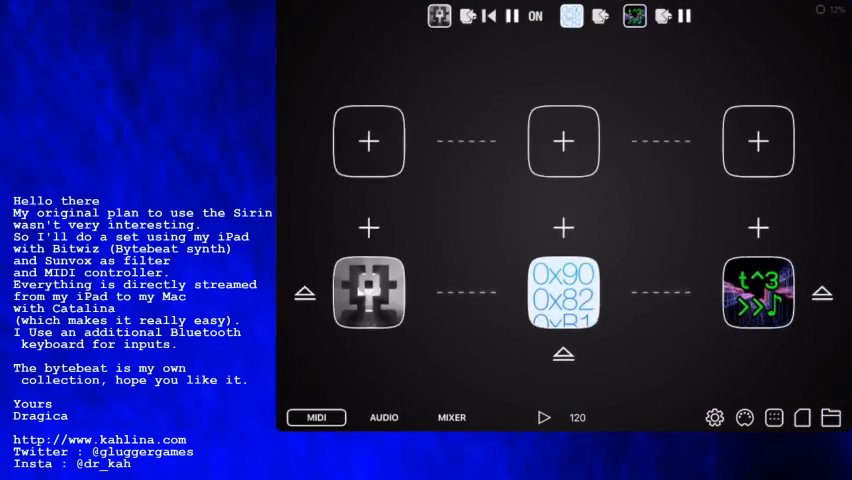 12%
ON
Hello there
My original plan to use the Sirin
wasn't very interesting.
So I'll do a set using my iPad
with Bitwiz (Bytebeat synth)
and Sunvox as filter
and MIDI controller.
Everything is directly streamed
from my iPad to my Mac
with Catalina
(which makes it really easy).
I Use an additional Bluetooth
keyboard for inputs.
The bytebeat is my own
collection, hope you like it.
Yours
Dragica
http://www.kahlina.com
Twitter : @gluggergames
Insta : @dr_kah
0x90
0x82
0xB1
t^3
>>♪
MIDI
AUDIO
MIXER
120